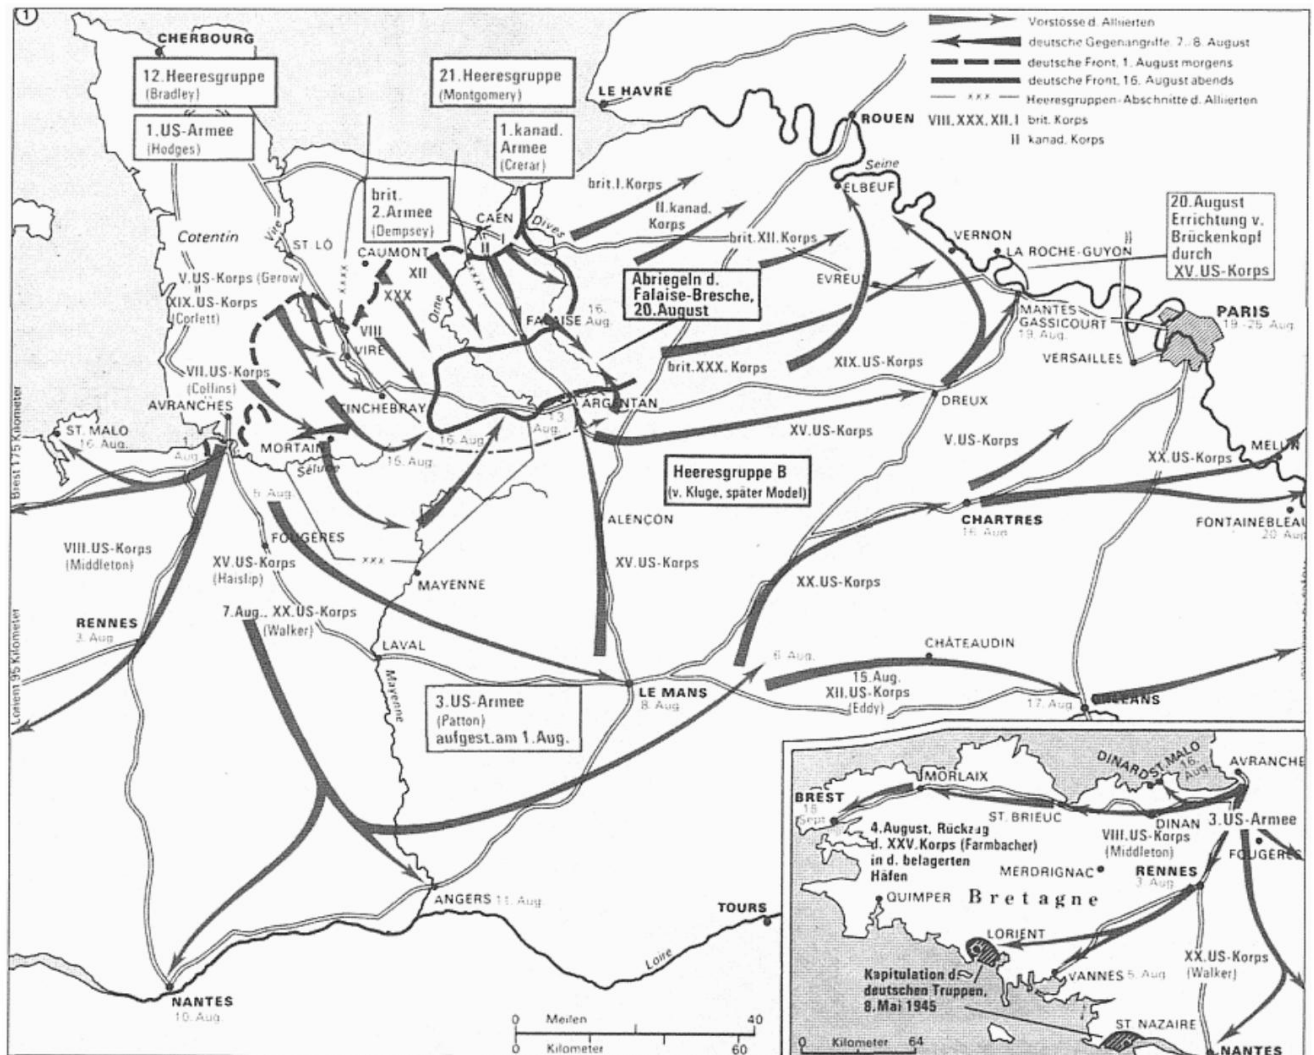 1
CHERBOURG
12.Heeresgruppe
(Bradley)
1.US-Armee
(Hodges)
21.Heeresgruppe
(Montgomery)
1.kanad.
Armee
(Crerar)
LE HAVRE
Vorstösse d. Alliierten
deutsche Gegenangriffe, 7.-8. August
deutsche Front, 1. August morgens
deutsche Front, 16. August abends
xxx Heeresgruppen-Abschnitte d. Alliierten
VIII, XXX, XII, I brit. Korps
II kanad. Korps
ROUEN
Seine
ELBEUF
brit.
2.Armee
(Dempsey)
brit.I.Korps
II.kanad.
Korps
brit.XII.Korps
CAEN
Dives
I
II
XXXX
XXXX
Cotentin
Vire
ST. LÔ
CAUMONT
XII
XXX
VIII
VIRE
Orne
FALAISE
16.
Aug.
V.US-Korps (Gerow)
XIX.US-Korps
(Corlett)
VII.US-Korps
(Collins)
AVRANCHES
Abriegeln d.
Falaise-Bresche,
20.August
EVREUX
VERNON
LA ROCHE-GUYON
20.August
Errichtung v.
Brückenkopf
durch
XV.US-Korps
MANTES
GASSICOURT
19. Aug.
PARIS
19.-25. Aug.
VERSAILLES
brit.XXX. Korps
XIX.US-Korps
DREUX
Brest 175 Kilometer
ST. MALO
16. Aug.
1.
Aug.
MORTAIN
Sélune
TINCHEBRAY
16. Aug.
15. Aug.
ARGENTAN
13.
Aug.
XV.US-Korps
V.US-Korps
XX.US-Korps
MELUN
Heeresgruppe B
(v. Kluge, später Model)
CHARTRES
16. Aug.
FONTAINEBLEAU
20. Aug.
FOUGÈRES
VIII.US-Korps
(Middleton)
XV.US-Korps
(Haislip)
xxx
MAYENNE
ALENÇON
XV.US-Korps
XX.US-Korps
Lorient 95 Kilometer
RENNES
3. Aug.
7.Aug., XX.US-Korps
(Walker)
LAVAL
Mayenne
CHÂTEAUDIN
15.Aug.
XII.US-Korps
(Eddy)
LE MANS
8. Aug.
17. Aug.
ORLÉANS
3.US-Armee
(Patton)
aufgest.am 1.Aug.
ANGERS 11. Aug.
TOURS
Loire
NANTES
10. Aug.
0 Meilen 40
0 Kilometer 60
DINARD
ST.MALO
16.
Aug.
AVRANCHE
MORLAIX
BREST
Sept.
ST. BRIEUC
DINAN
3.US-Armee
4.August, Rückzug
d. XXV.Korps (Farmbacher)
in d. belagerten
Häfen
VIII.US-Korps
(Middleton)
FOUGÈRES
MERDRIGNAC
RENNES
3. Aug.
QUIMPER
Bretagne
LORIENT
XX.US-Korps
(Walker)
VANNES 5. Aug.
Kapitulation d.
deutschen Truppen,
8.Mai 1945
ST. NAZAIRE
NANTES
0 Kilometer 64